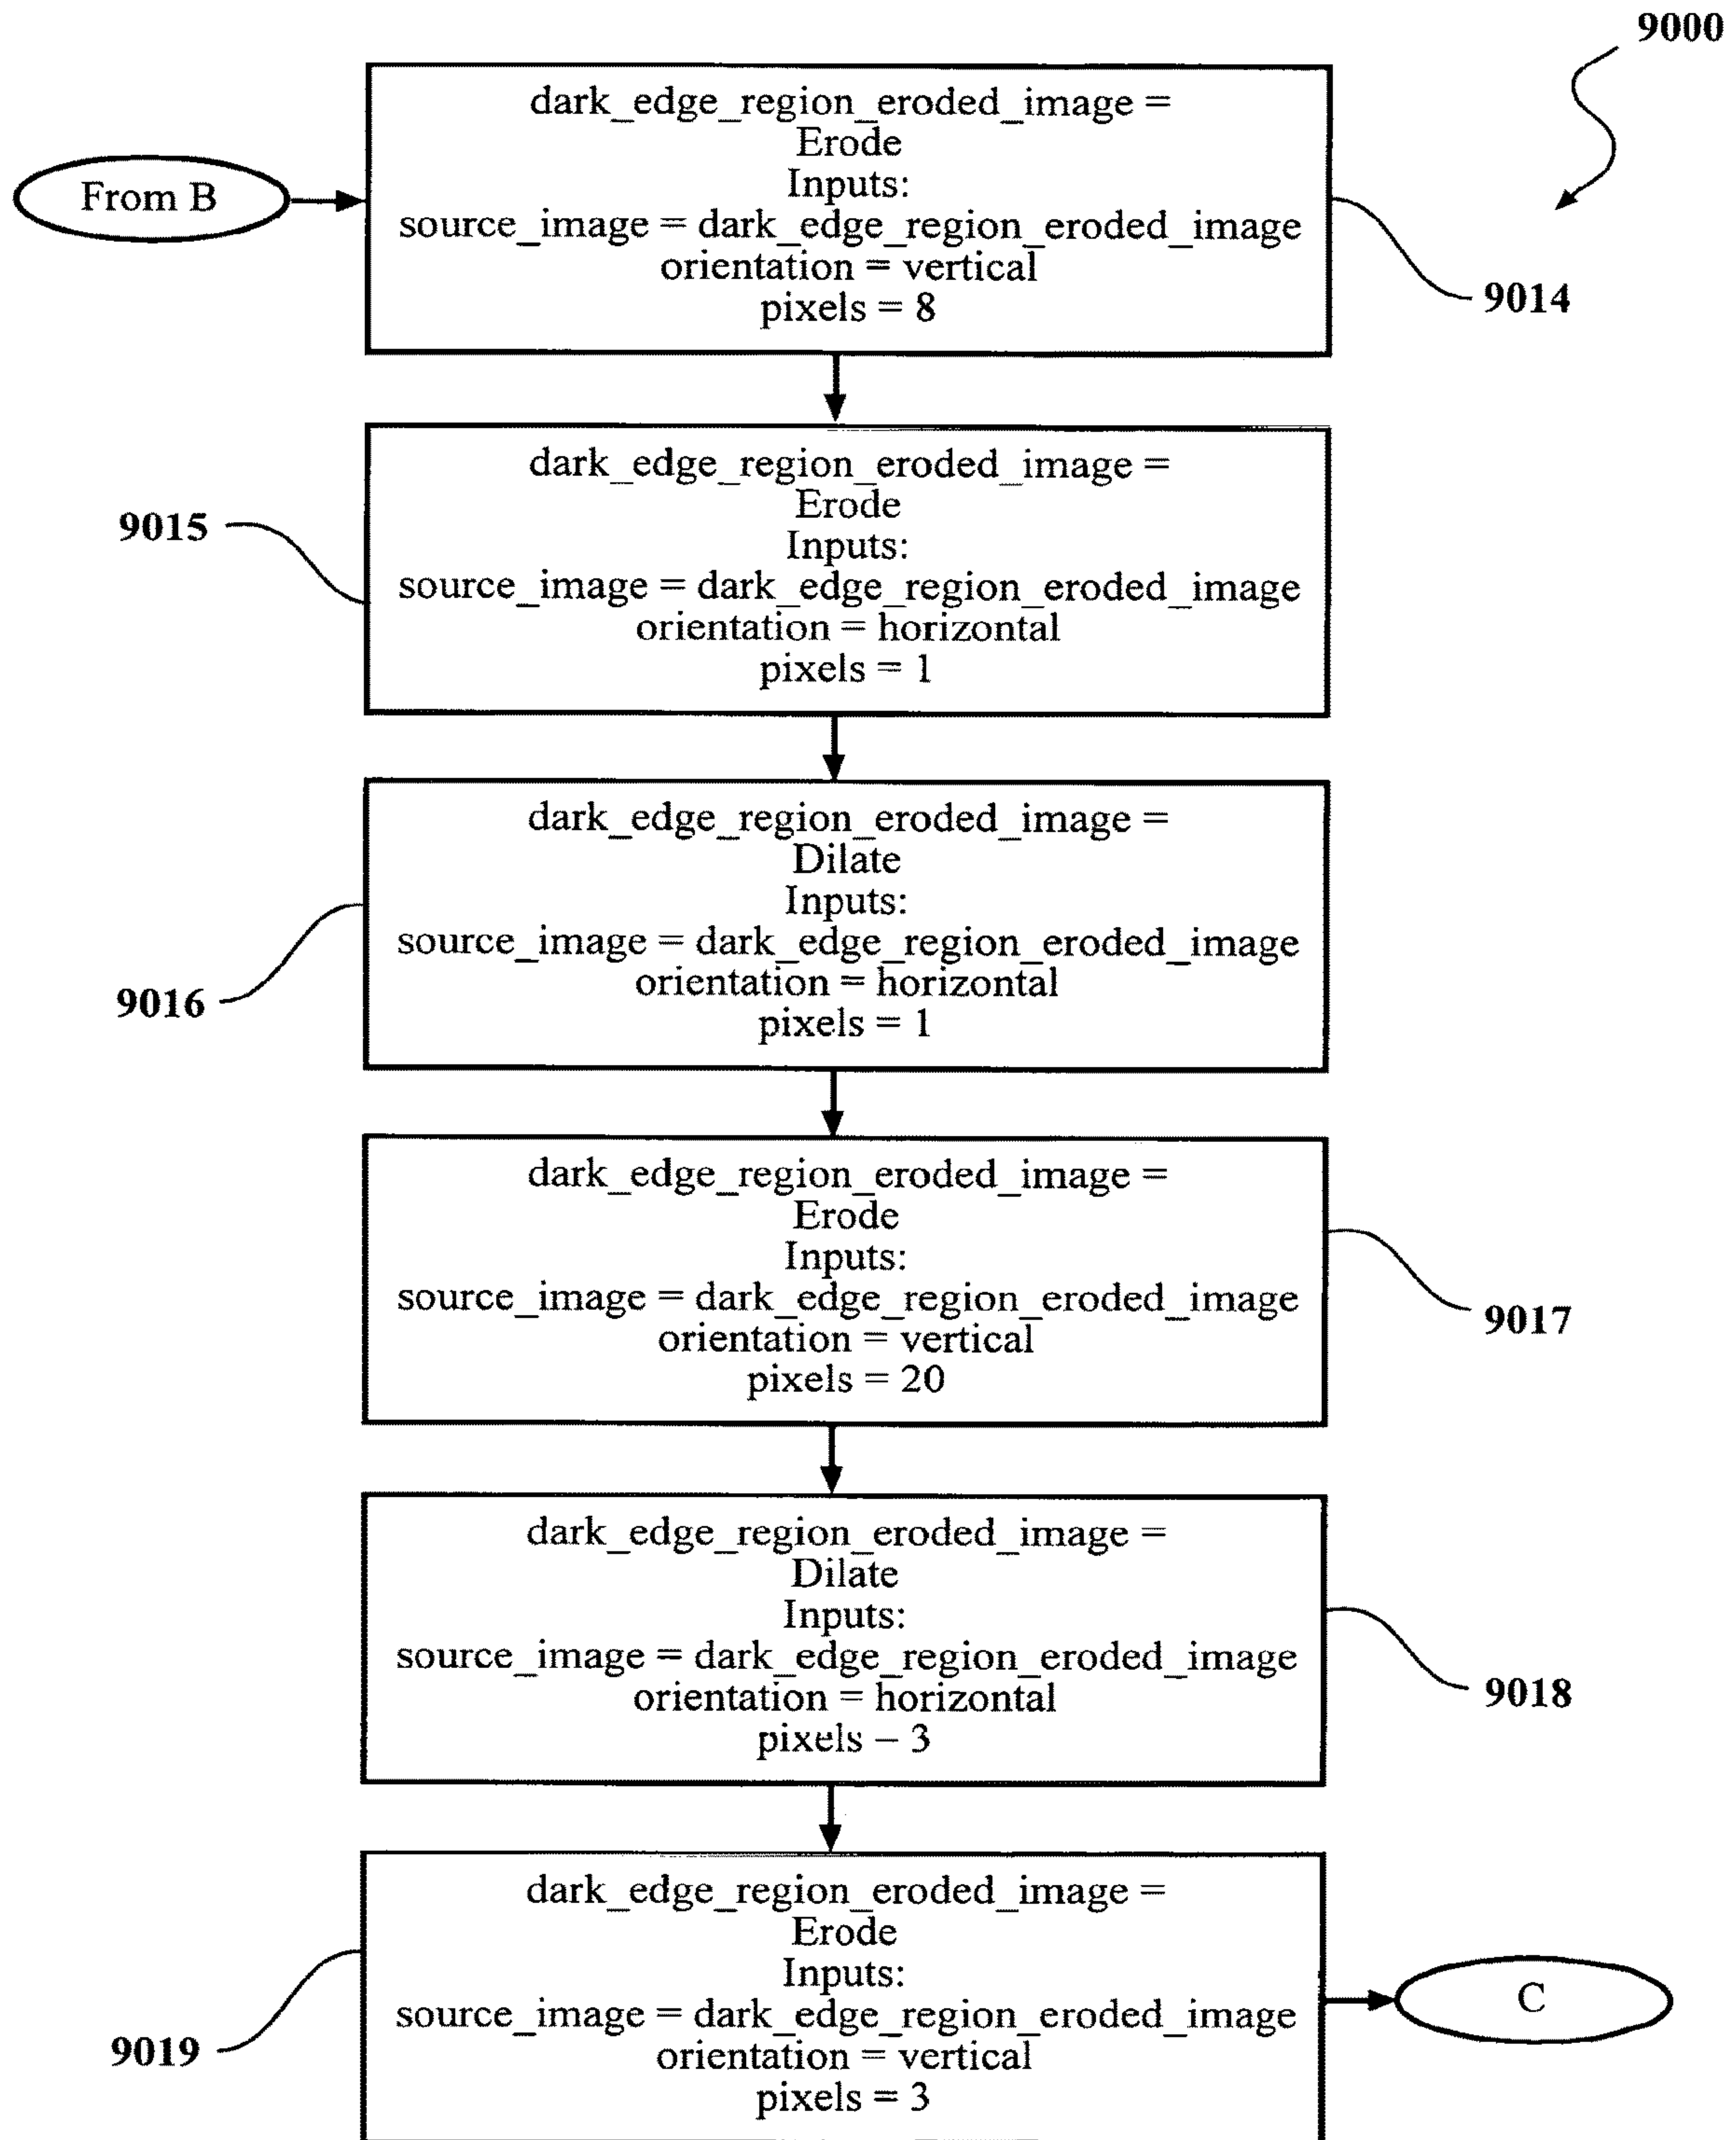 9000
From B
dark_edge_region_eroded_image =
Erode
Inputs:
source_image = dark_edge_region_eroded_image
orientation = vertical
pixels = 8
9014
dark_edge_region_eroded_image =
Erode
Inputs:
source_image = dark_edge_region_eroded_image
orientation = horizontal
pixels = 1
9015
dark_edge_region_eroded_image =
Dilate
Inputs:
source_image = dark_edge_region_eroded_image
orientation = horizontal
pixels = 1
9016
dark_edge_region_eroded_image =
Erode
Inputs:
source_image = dark_edge_region_eroded_image
orientation = vertical
pixels = 20
9017
dark_edge_region_eroded_image =
Dilate
Inputs:
source_image = dark_edge_region_eroded_image
orientation = horizontal
pixels – 3
9018
dark_edge_region_eroded_image =
Erode
Inputs:
source_image = dark_edge_region_eroded_image
orientation = vertical
pixels = 3
9019
C